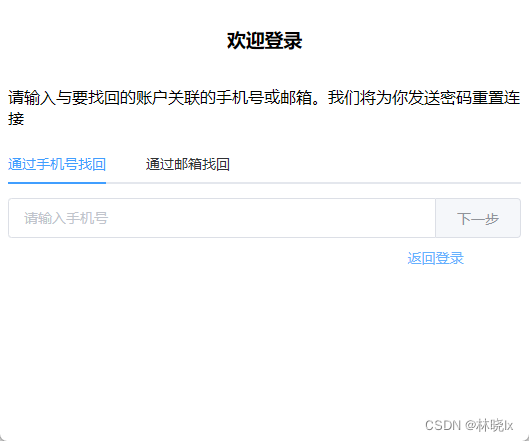 欢迎登录
请输入与要找回的账户关联的手机号或邮箱。我们将为你发送密码重置连
接
通过手机号找回 通过邮箱找回
请输入手机号 下一步
返回登录
CSDN @林晓lx